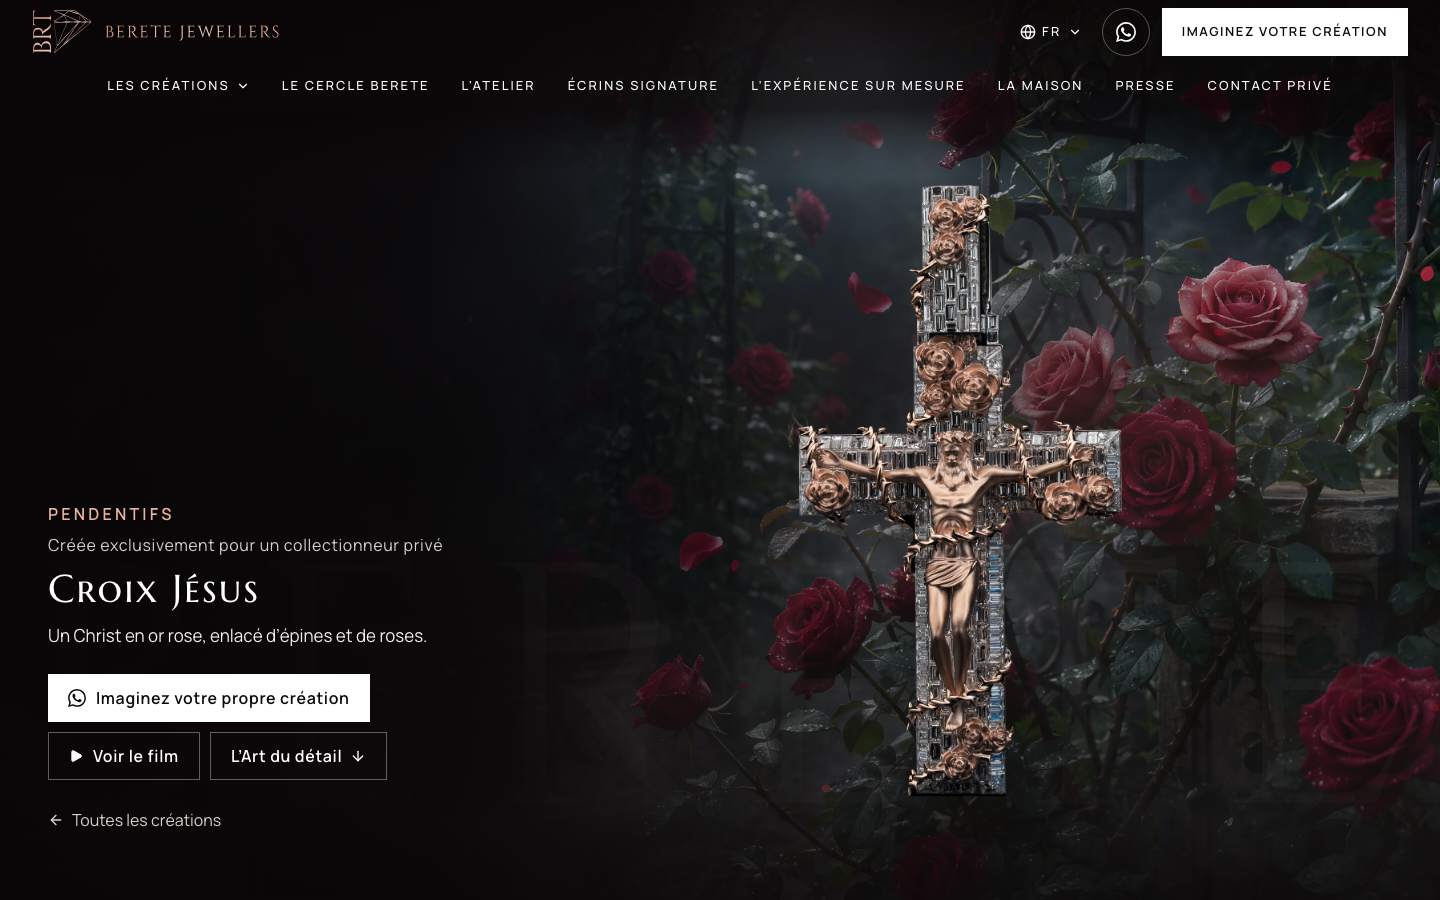 BRT
BERETE JEWELLERS
FR
IMAGINEZ VOTRE CRÉATION
LES CRÉATIONS
LE CERCLE BERETE
L'ATELIER
ÉCRINS SIGNATURE
L'EXPÉRIENCE SUR MESURE
LA MAISON
PRESSE
CONTACT PRIVÉ
PENDENTIFS
Créée exclusivement pour un collectionneur privé
Croix Jésus
Un Christ en or rose, enlacé d’épines et de roses.
Imaginez votre propre création
Voir le film
L’Art du détail
Toutes les créations